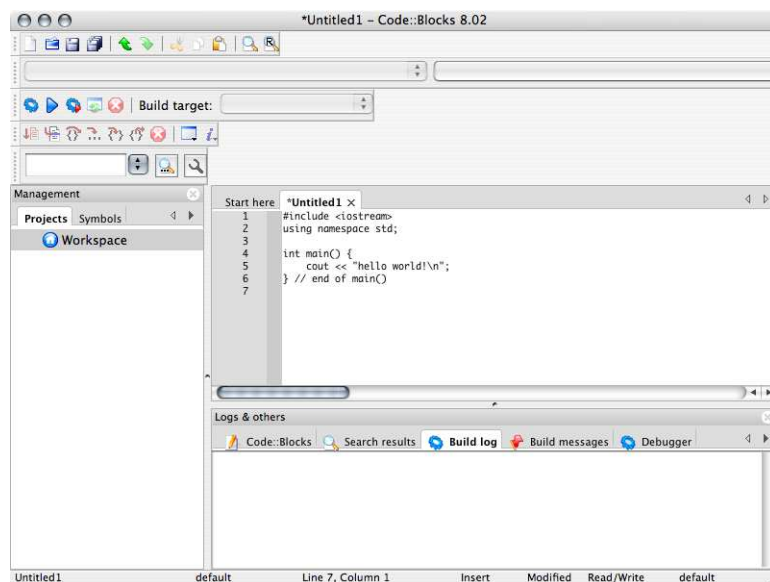 *Untitled1 – Code::Blocks 8.02
Build target:
Management
Projects Symbols
Workspace
Start here *Untitled1
1 #include <iostream>
2 using namespace std;
3
4 int main() {
5 cout << "hello world!\n";
6 } // end of main()
7
Logs & others
Code::Blocks Search results Build log Build messages Debugger
Untitled1 default Line 7, Column 1 Insert Modified Read/Write default